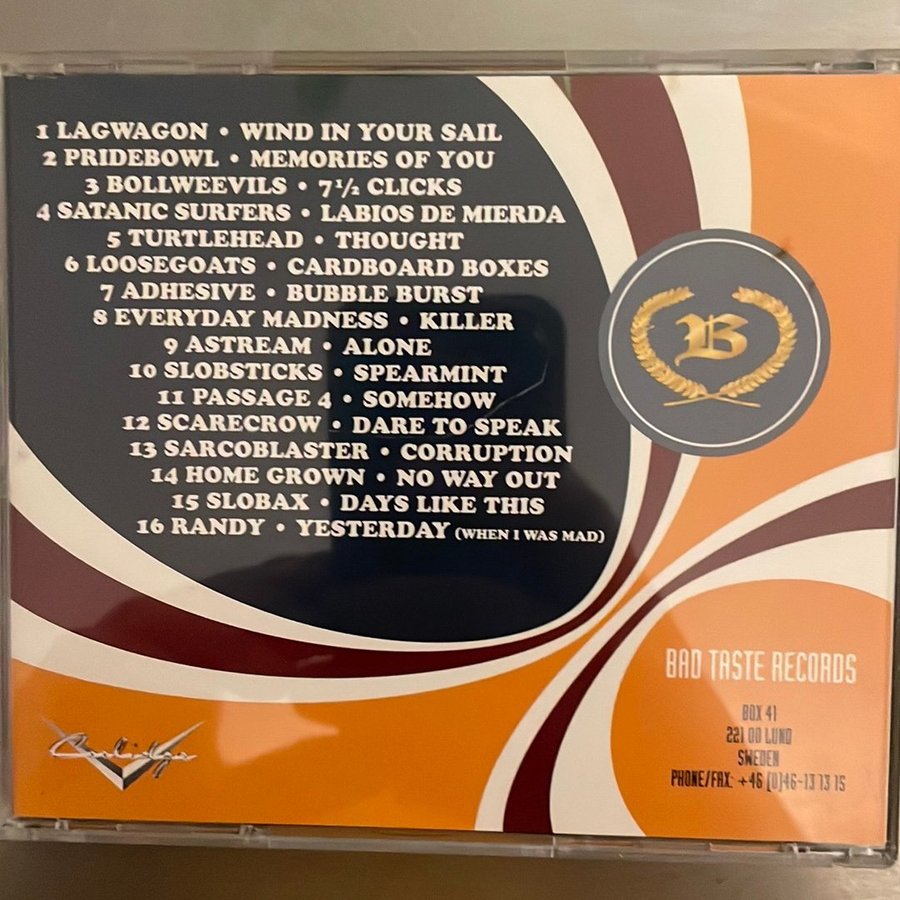 1 LAGWAGON • WIND IN YOUR SAIL
2 PRIDEBOWL • MEMORIES OF YOU
3 BOLLWEEVILS • 7½ CLICKS
4 SATANIC SURFERS • LABIOS DE MIERDA
5 TURTLEHEAD • THOUGHT
6 LOOSEGOATS • CARDBOARD BOXES
7 ADHESIVE • BUBBLE BURST
8 EVERYDAY MADNESS • KILLER
9 ASTREAM • ALONE
10 SLOBSTICKS • SPEARMINT
11 PASSAGE 4 • SOMEHOW
12 SCARECROW • DARE TO SPEAK
13 SARCOBLASTER • CORRUPTION
14 HOME GROWN • NO WAY OUT
15 SLOBAX • DAYS LIKE THIS
16 RANDY • YESTERDAY (WHEN I WAS MAD)
B
BAD TASTE RECORDS
BOX 41
221 00 LUND
SWEDEN
PHONE/FAX: +46 (0)46-13 13 15